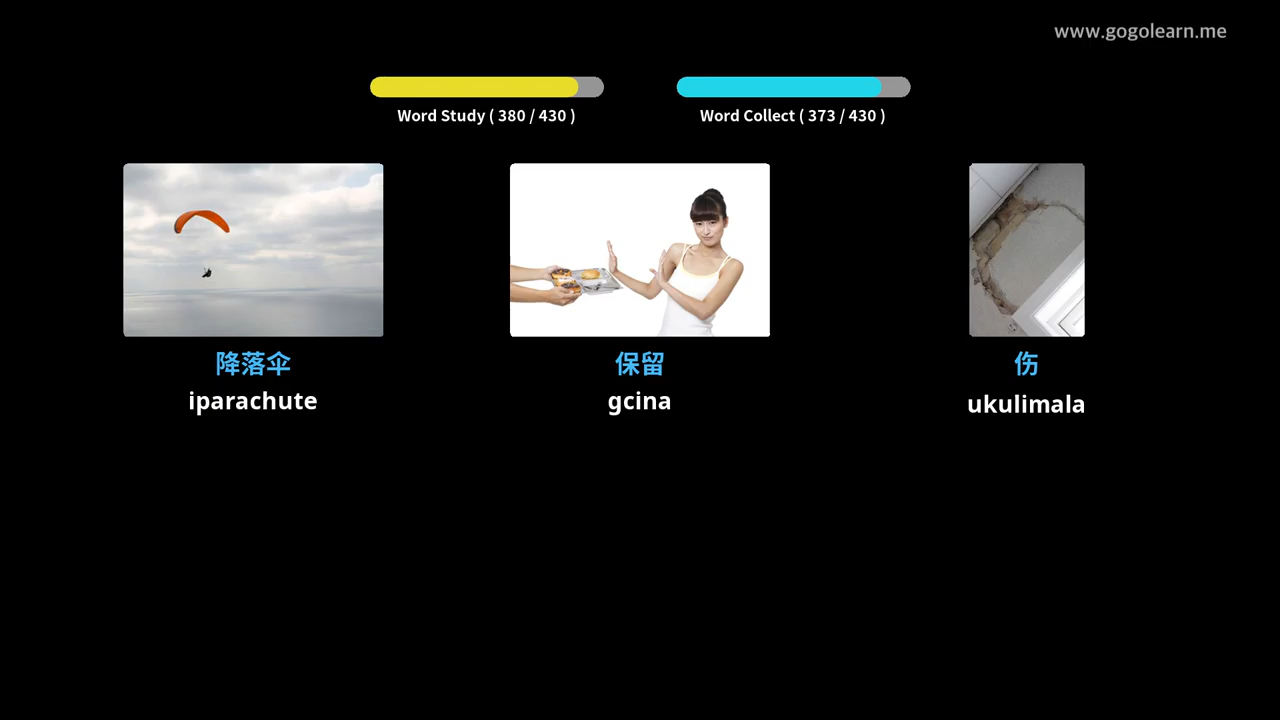 www.gogolearn.me
Word Study ( 380 / 430 )
Word Collect ( 373 / 430 )
降落伞
保留
伤
iparachute
gcina
ukulimala